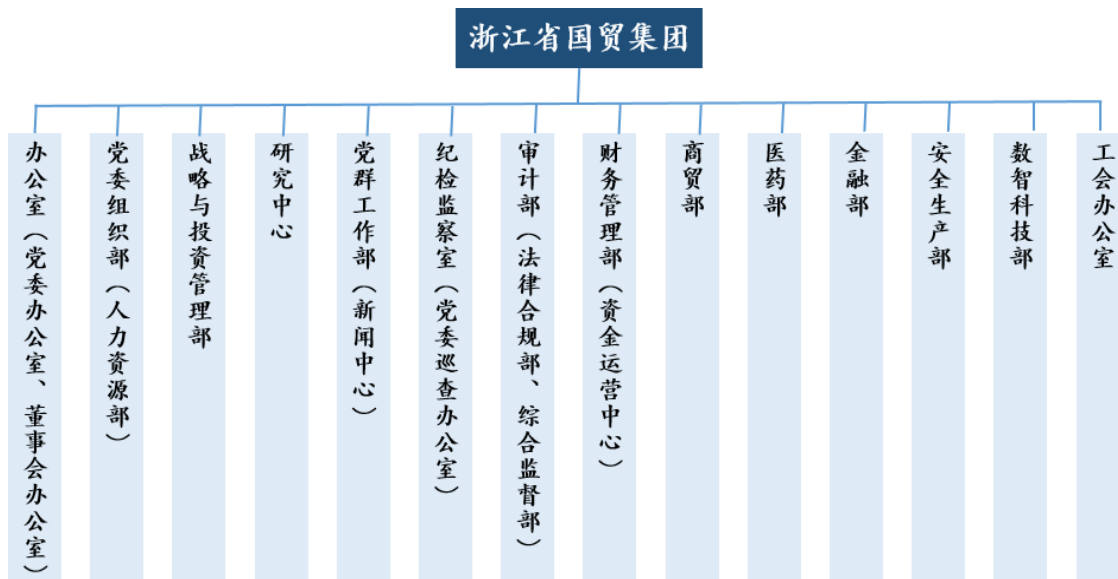 浙江省国贸集团
办公室（党委办公室、董事会办公室）
党委组织部（人力资源部）
战略与投资管理部
研究中心
党群工作部（新闻中心）
纪检监察室（党委巡查办公室）
审计部（法律合规部、综合监督部）
财务管理部（资金运营中心）
商贸部
医药部
金融部
安全生产部
数智科技部
工会办公室